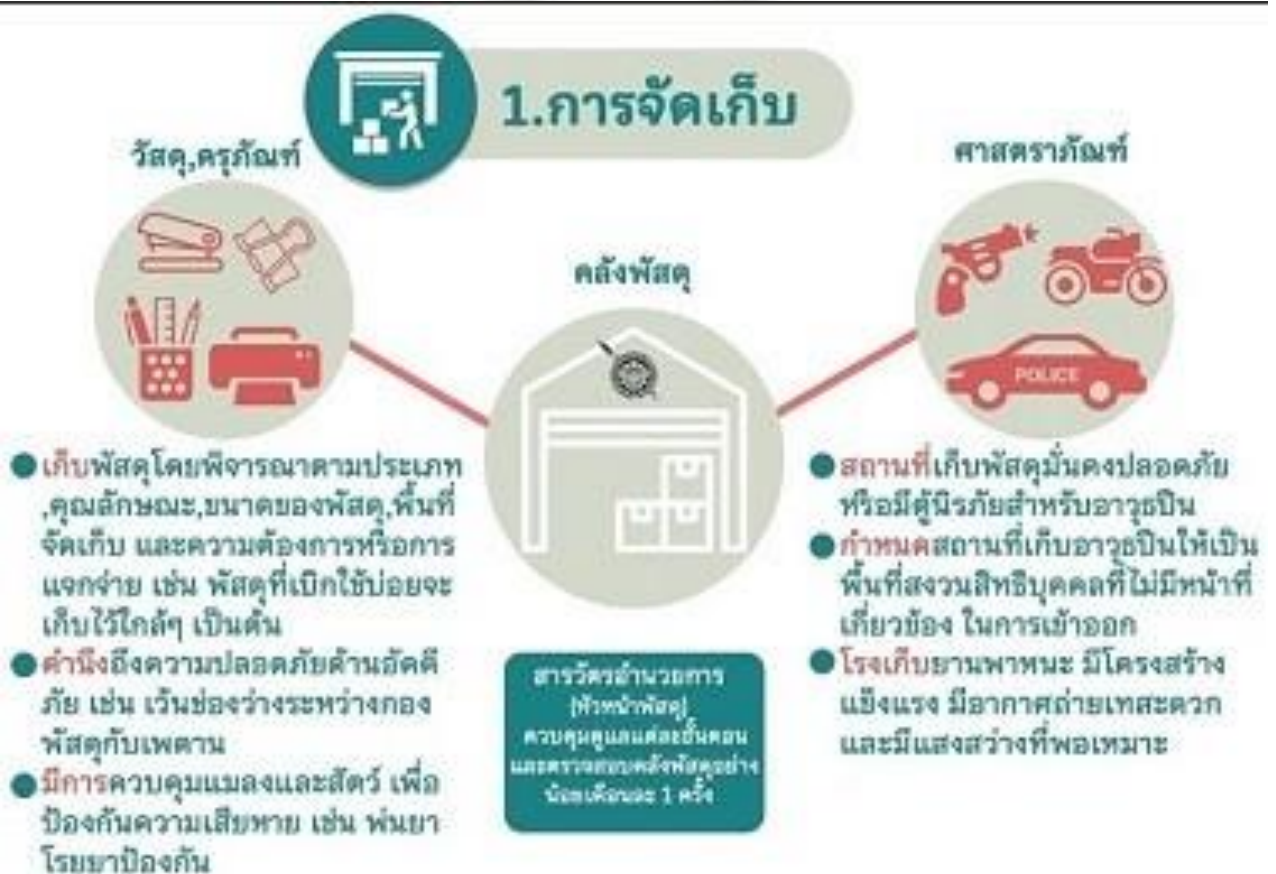 1.การจัดเก็บ
วัสดุ,ครุภัณฑ์
เก็บพัสดุโดยพิจารณาตามประเภท
,คุณลักษณะ,ขนาดของพัสดุ,พื้นที่
จัดเก็บ และความต้องการหรือการ
แจกจ่าย เช่น พัสดุที่เบิกใช้บ่อยจะ
เก็บไว้ใกล้ๆ เป็นต้น
คำนึงถึงความปลอดภัยด้านอัคคี
ภัย เช่น เว้นช่องว่างระหว่างกอง
พัสดุกับเพดาน
มีการควบคุมแมลงและสัตว์ เพื่อ
ป้องกันความเสียหาย เช่น พ่นยา
โรยยาป้องกัน
คลังพัสดุ
สารวัตรอำนวยการ
(หัวหน้าพัสดุ)
ควบคุมดูแลแต่ละขั้นตอน
และตรวจสอบคลังพัสดุอย่าง
น้อยเดือนละ 1 ครั้ง
ศาสตราภัณฑ์
POLICE
สถานที่เก็บพัสดุมั่นคงปลอดภัย
หรือมีตู้นิรภัยสำหรับอาวุธปืน
กำหนดสถานที่เก็บอาวุธปืนให้เป็น
พื้นที่สงวนสิทธิบุคคลที่ไม่มีหน้าที่
เกี่ยวข้อง ในการเข้าออก
โรงเก็บยานพาหนะ มีโครงสร้าง
แข็งแรง มีอากาศถ่ายเทสะดวก
และมีแสงสว่างที่พอเหมาะ